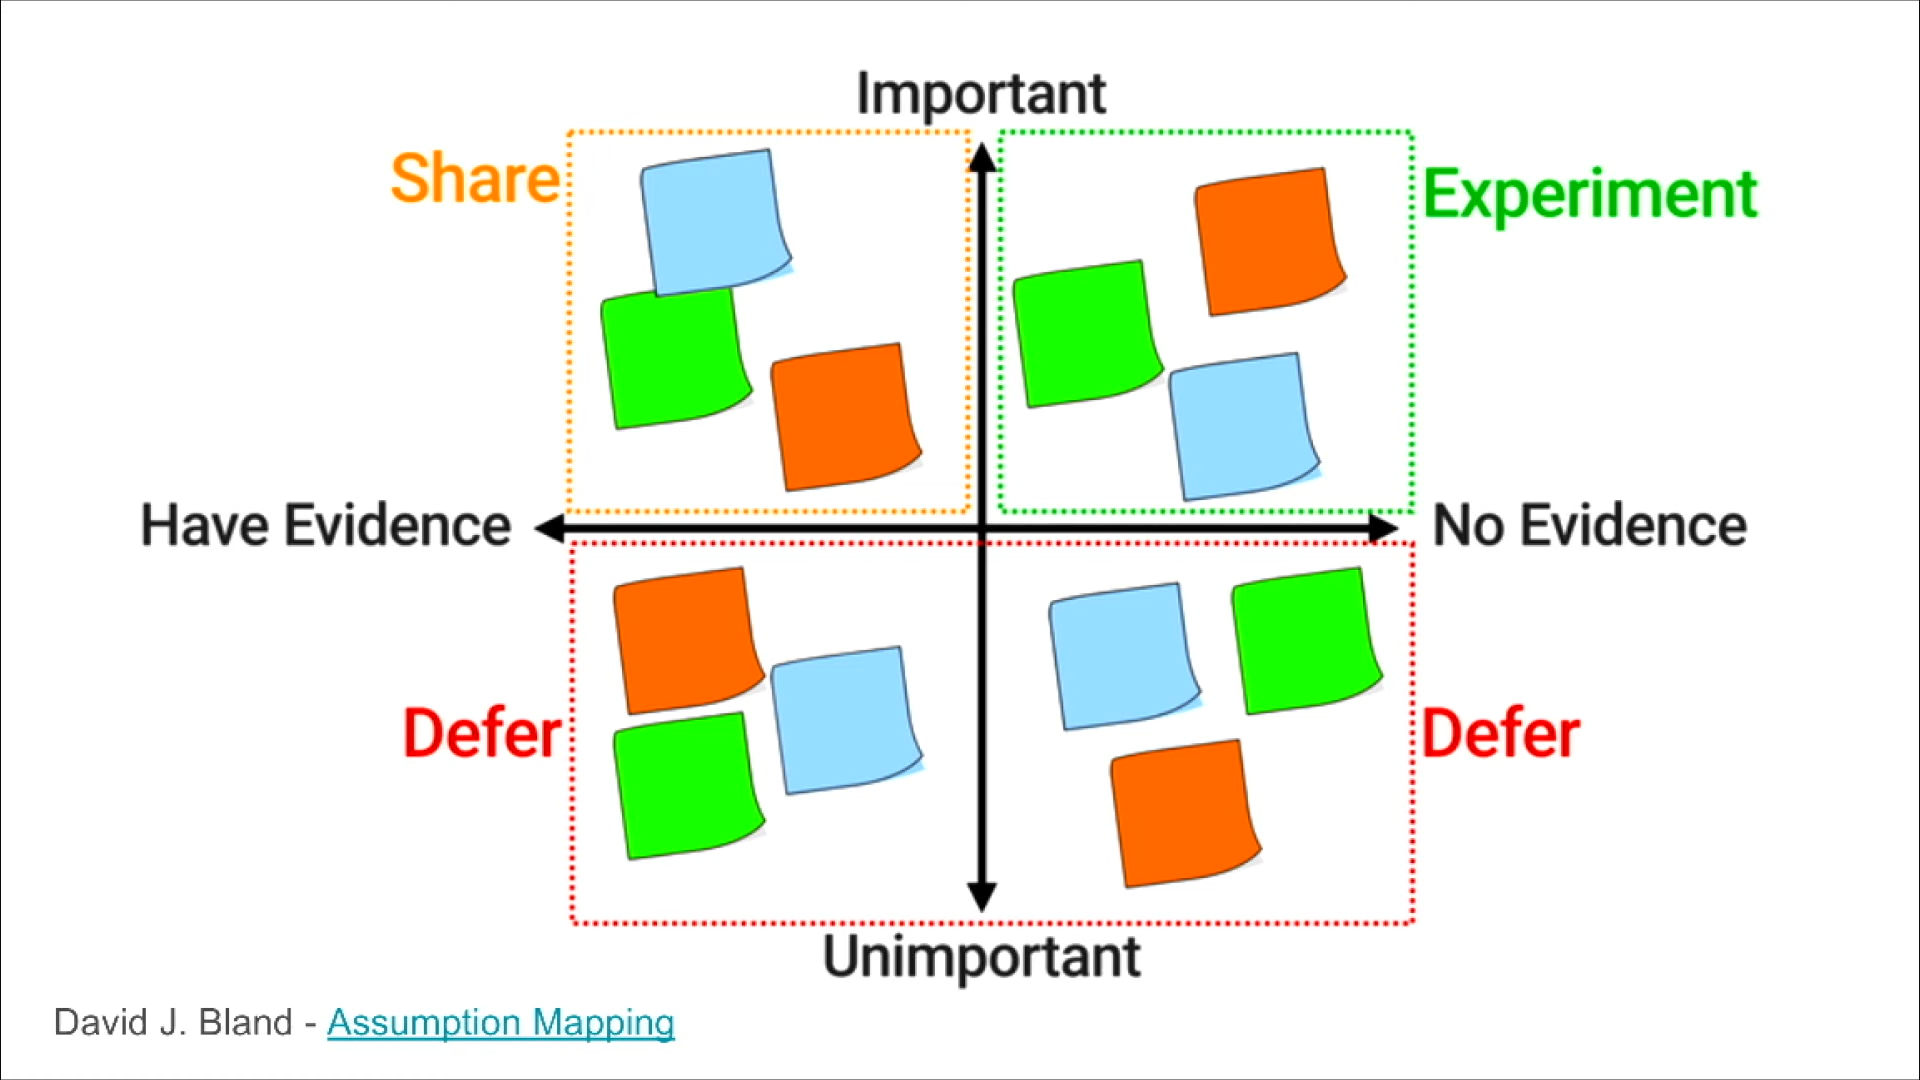 Important
Share
Experiment
Have Evidence
No Evidence
Defer
Defer
Unimportant
David J. Bland - Assumption Mapping